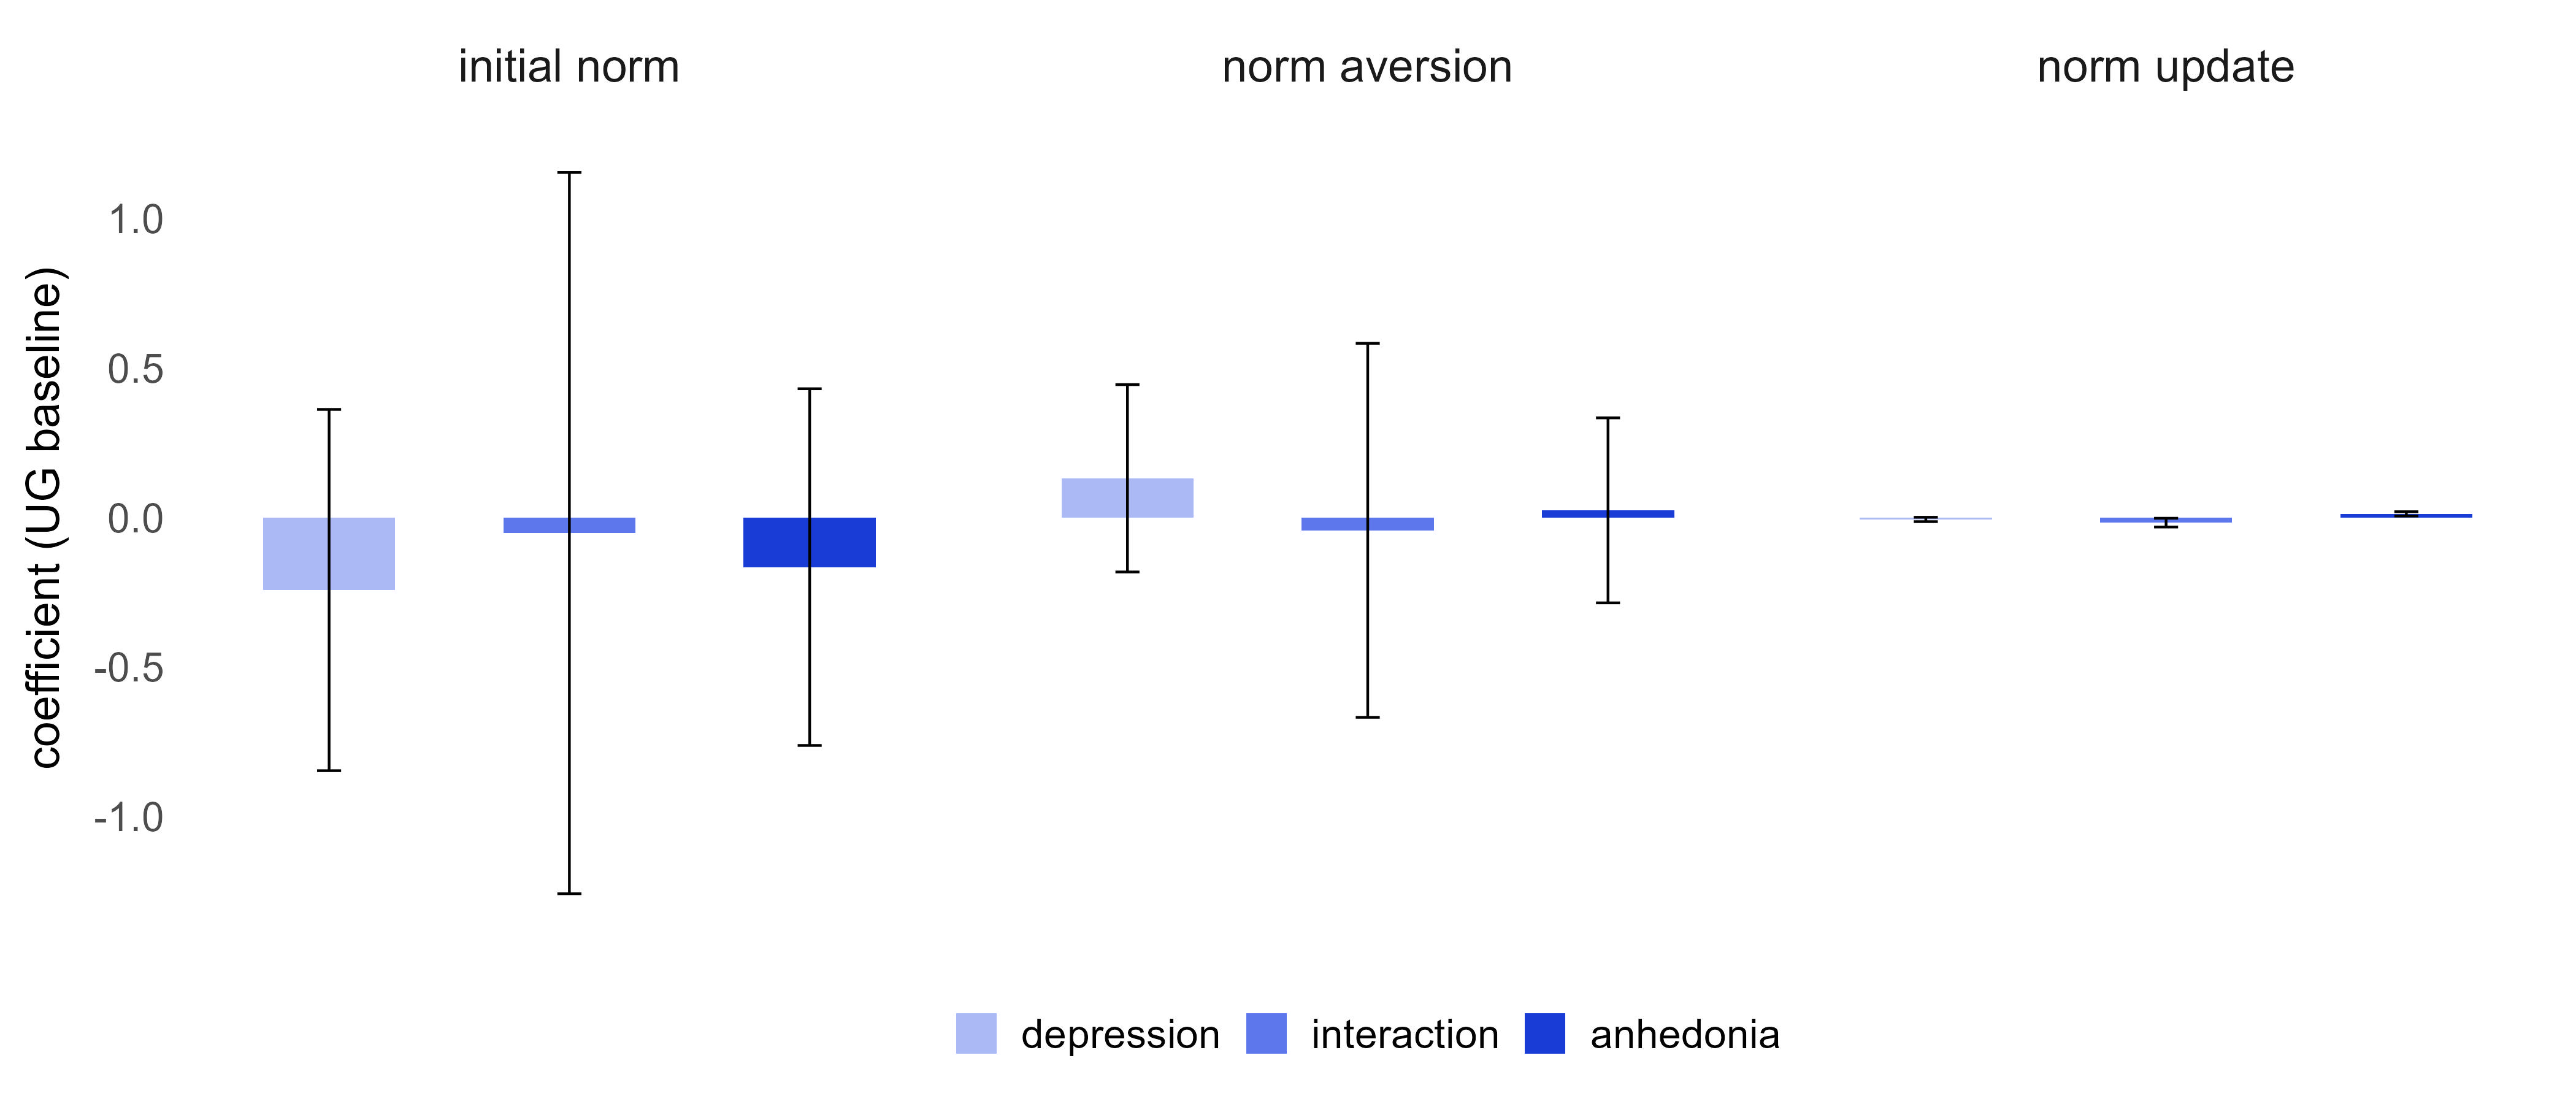 initial norm norm aversion norm update
coefficient (UG baseline)
1.0
0.5
0.0
-0.5
-1.0
depression interaction anhedonia